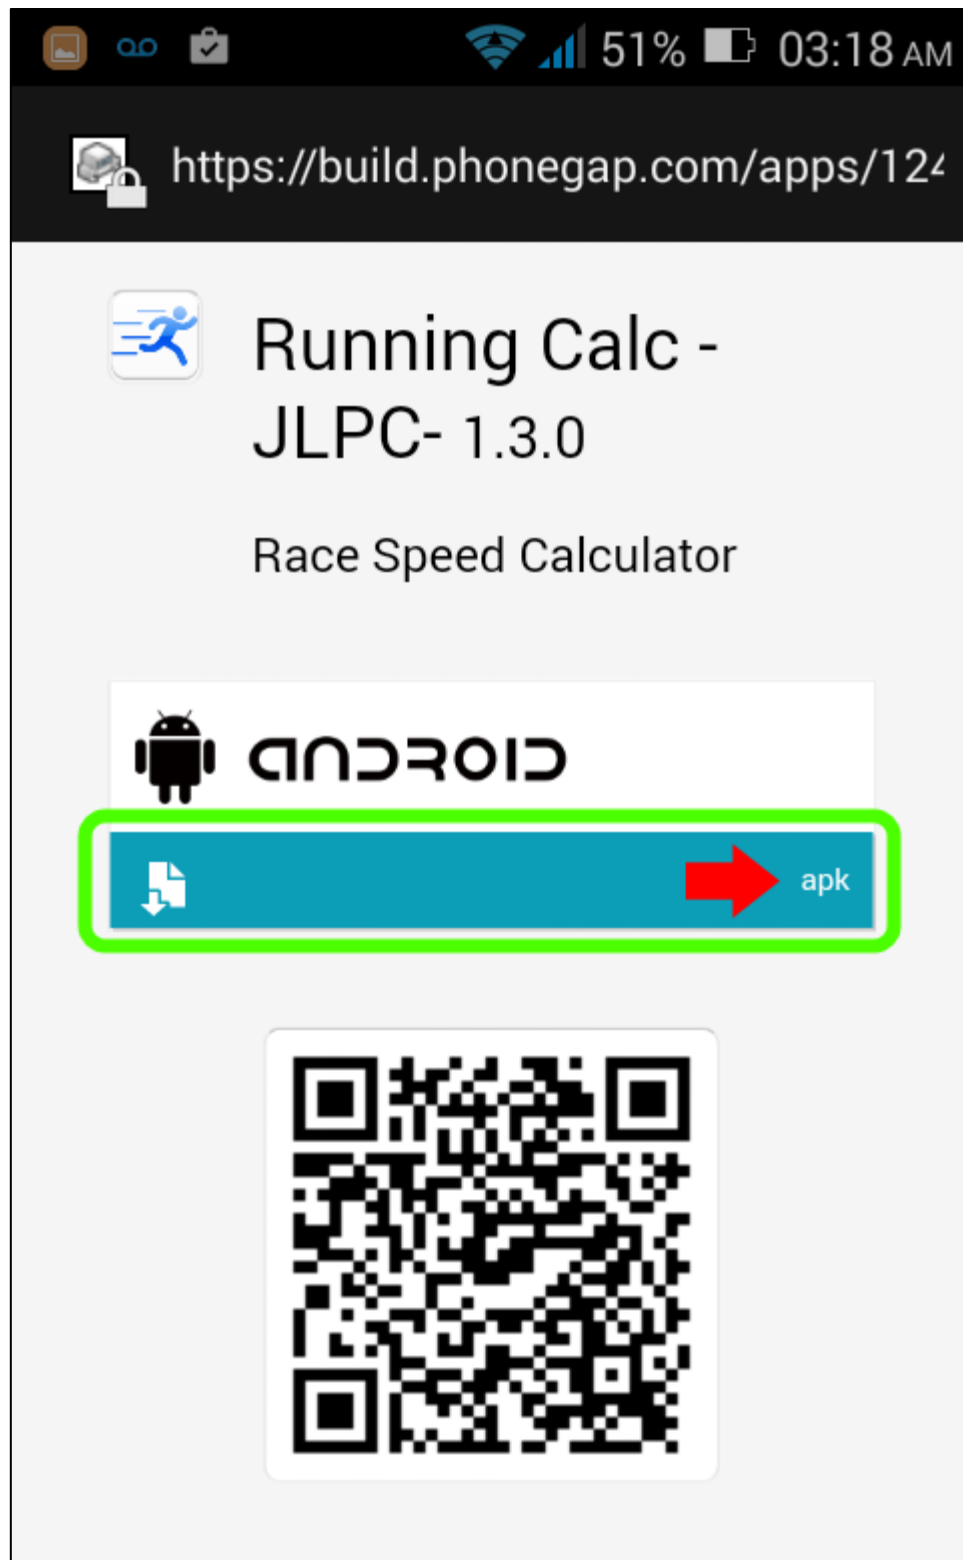 51% 03:18 AM
https://build.phonegap.com/apps/124
Running Calc -
JLPC- 1.3.0
Race Speed Calculator
ANDROID
apk